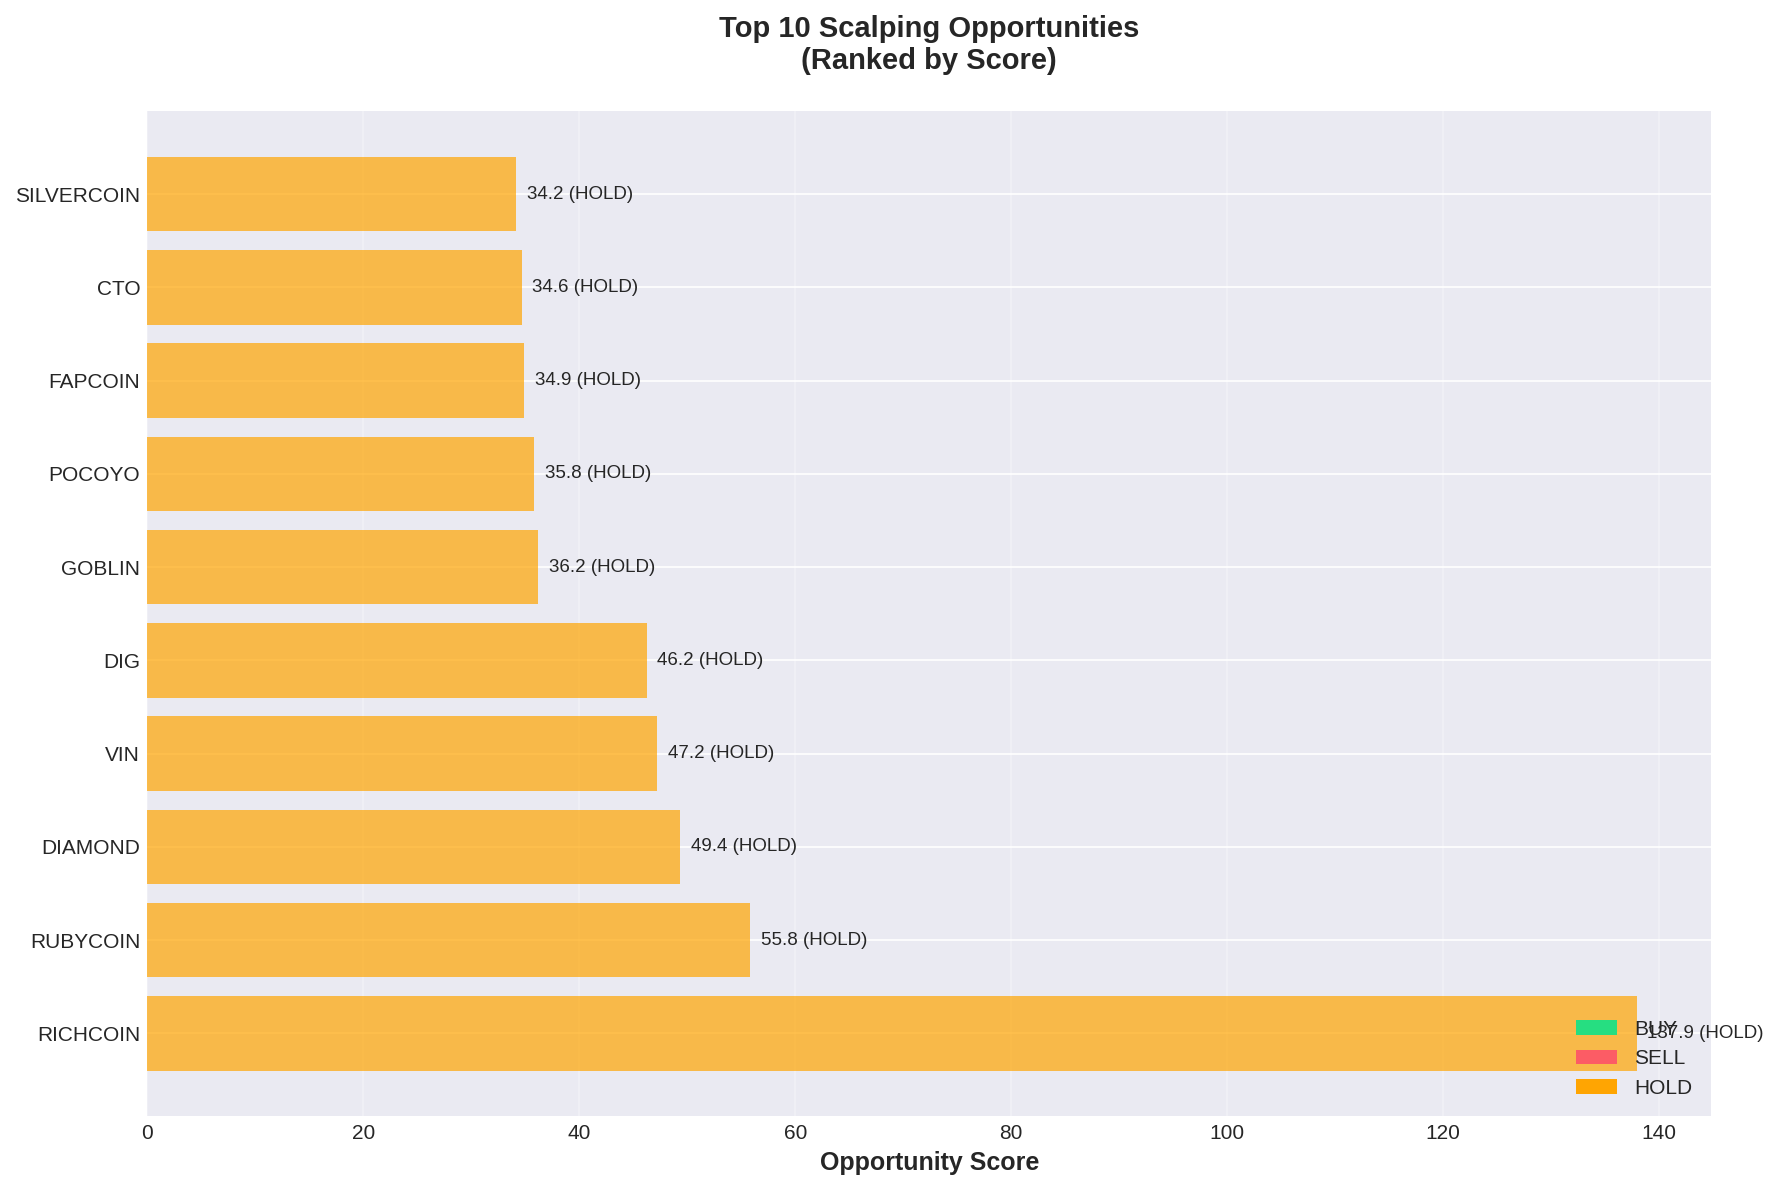 Top 10 Scalping Opportunities
(Ranked by Score)
SILVERCOIN 34.2 (HOLD)
CTO 34.6 (HOLD)
FAPCOIN 34.9 (HOLD)
POCOYO 35.8 (HOLD)
GOBLIN 36.2 (HOLD)
DIG 46.2 (HOLD)
VIN 47.2 (HOLD)
DIAMOND 49.4 (HOLD)
RUBYCOIN 55.8 (HOLD)
RICHCOIN 137.9 (HOLD)
BUY
SELL
HOLD
0 20 40 60 80 100 120 140
Opportunity Score